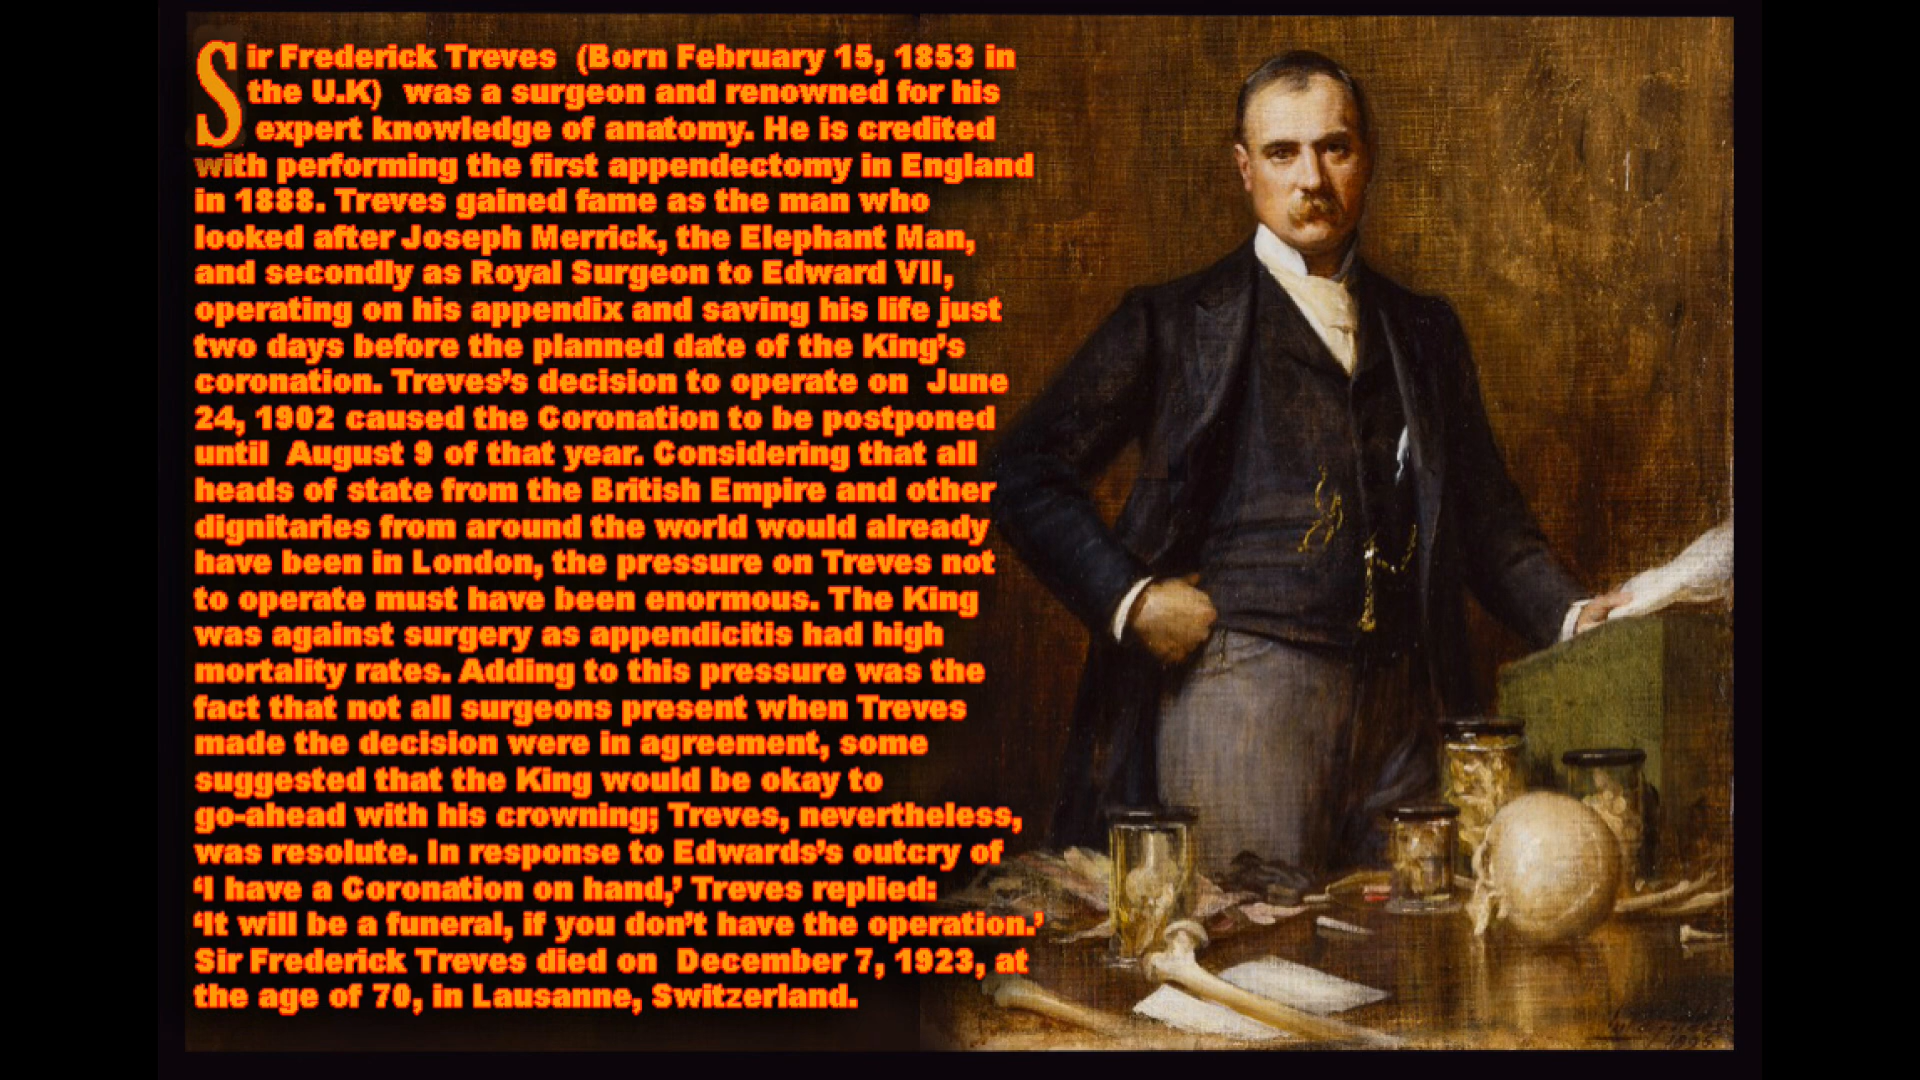 Sir Frederick Treves (Born February 15, 1853 in
the U.K) was a surgeon and renowned for his
expert knowledge of anatomy. He is credited
with performing the first appendectomy in England
in 1888. Treves gained fame as the man who
looked after Joseph Merrick, the Elephant Man,
and secondly as Royal Surgeon to Edward VII,
operating on his appendix and saving his life just
two days before the planned date of the King’s
coronation. Treves’s decision to operate on June
24, 1902 caused the Coronation to be postponed
until August 9 of that year. Considering that all
heads of state from the British Empire and other
dignitaries from around the world would already
have been in London, the pressure on Treves not
to operate must have been enormous. The King
was against surgery as appendicitis had high
mortality rates. Adding to this pressure was the
fact that not all surgeons present when Treves
made the decision were in agreement, some
suggested that the King would be okay to
go-ahead with his crowning; Treves, nevertheless,
was resolute. In response to Edwards’s outcry of
‘I have a Coronation on hand,’ Treves replied:
‘It will be a funeral, if you don’t have the operation.’
Sir Frederick Treves died on December 7, 1923, at
the age of 70, in Lausanne, Switzerland.